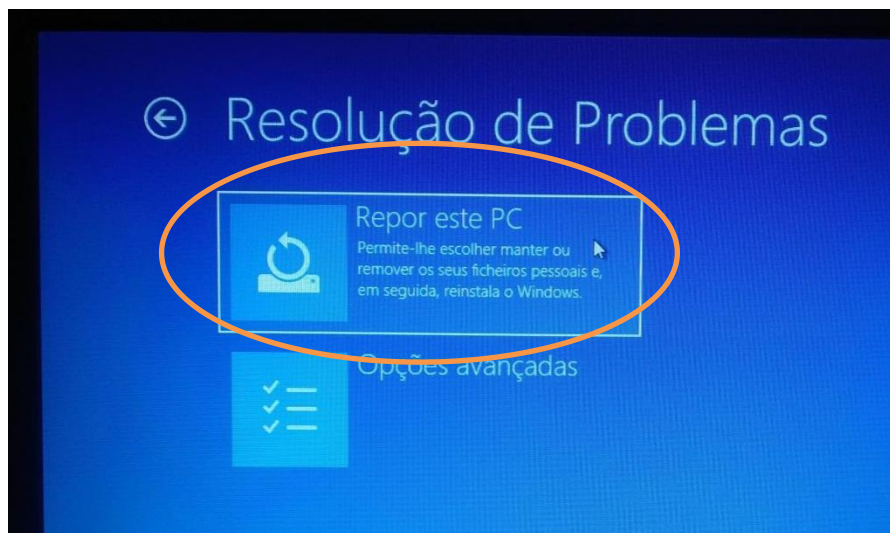 Resolução de Problemas
Repor este PC
Permite-lhe escolher manter ou
remover os seus ficheiros pessoais e,
em seguida, reinstala o Windows.
Opções avançadas